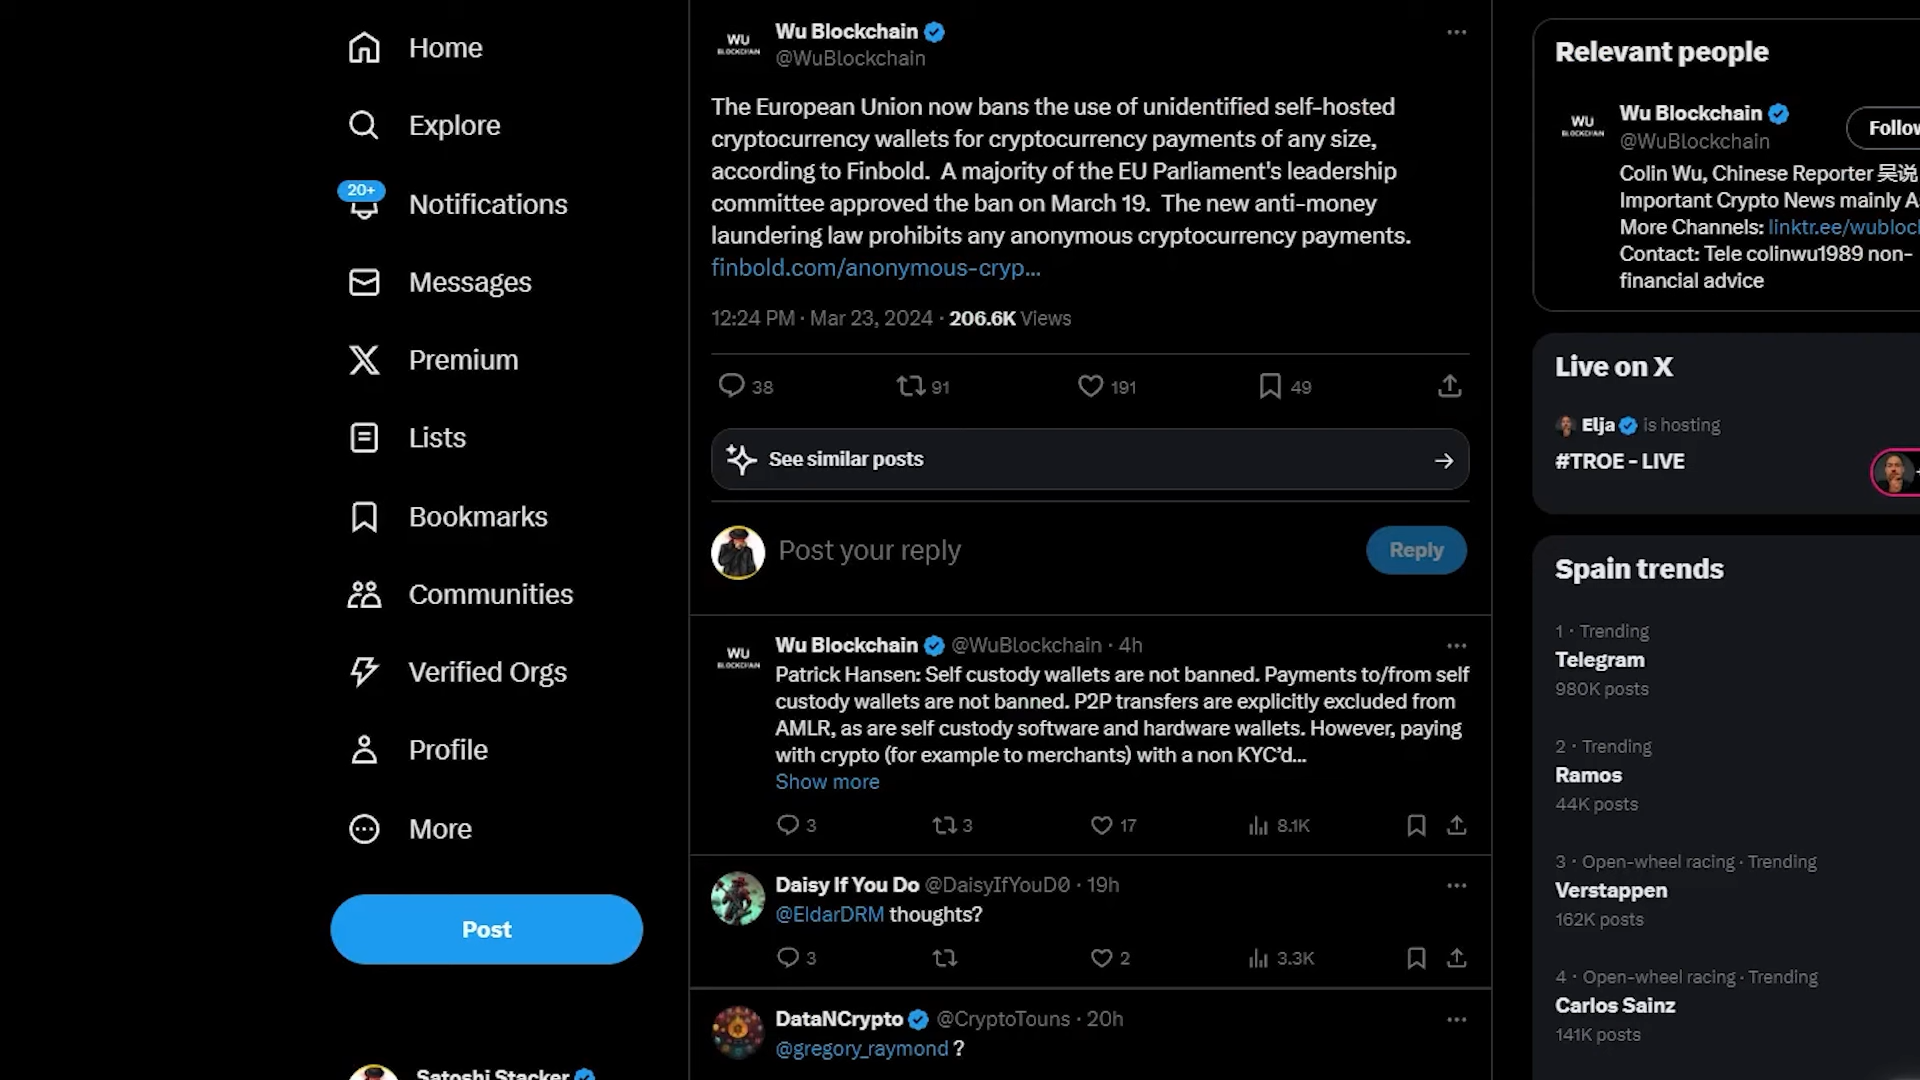 Home
Explore
20+
Notifications
Messages
Premium
Lists
Bookmarks
Communities
Verified Orgs
Profile
More
Post
Satoshi Stacker
WU
BLOCKCHAIN
Wu Blockchain
@WuBlockchain
The European Union now bans the use of unidentified self-hosted
cryptocurrency wallets for cryptocurrency payments of any size,
according to Finbold.  A majority of the EU Parliament's leadership
committee approved the ban on March 19.  The new anti-money
laundering law prohibits any anonymous cryptocurrency payments.
finbold.com/anonymous-cryp...
12:24 PM · Mar 23, 2024 · 206.6K Views
38 91 191 49
See similar posts
Post your reply
Reply
WU
BLOCKCHAIN
Wu Blockchain @WuBlockchain · 4h
Patrick Hansen: Self custody wallets are not banned. Payments to/from self
custody wallets are not banned. P2P transfers are explicitly excluded from
AMLR, as are self custody software and hardware wallets. However, paying
with crypto (for example to merchants) with a non KYC’d...
Show more
3 3 17 8.1K
Daisy If You Do @DaisyIfYouD0 · 19h
@EldarDRM thoughts?
3 2 3.3K
DataNCrypto @CryptoTouns · 20h
@gregory_raymond ?
Relevant people
WU
BLOCKCHAIN
Wu Blockchain
@WuBlockchain
Follow
Colin Wu, Chinese Reporter 吴说
Important Crypto News mainly A
More Channels: linktr.ee/wubloc
Contact: Tele colinwu1989 non-
financial advice
Live on X
Elja is hosting
#TROE - LIVE
Spain trends
1 · Trending
Telegram
980K posts
2 · Trending
Ramos
44K posts
3 · Open-wheel racing · Trending
Verstappen
162K posts
4 · Open-wheel racing · Trending
Carlos Sainz
141K posts